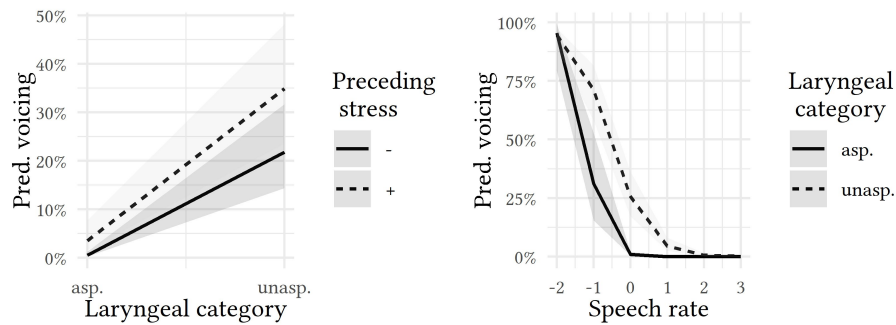 50%
40%
30%
20%
10%
0%
Pred. voicing
asp.
unasp.
Laryngeal category
Preceding
stress
-
+
100%
75%
50%
25%
0%
Pred. voicing
-2 -1 0 1 2 3
Speech rate
Laryngeal
category
asp.
unasp.